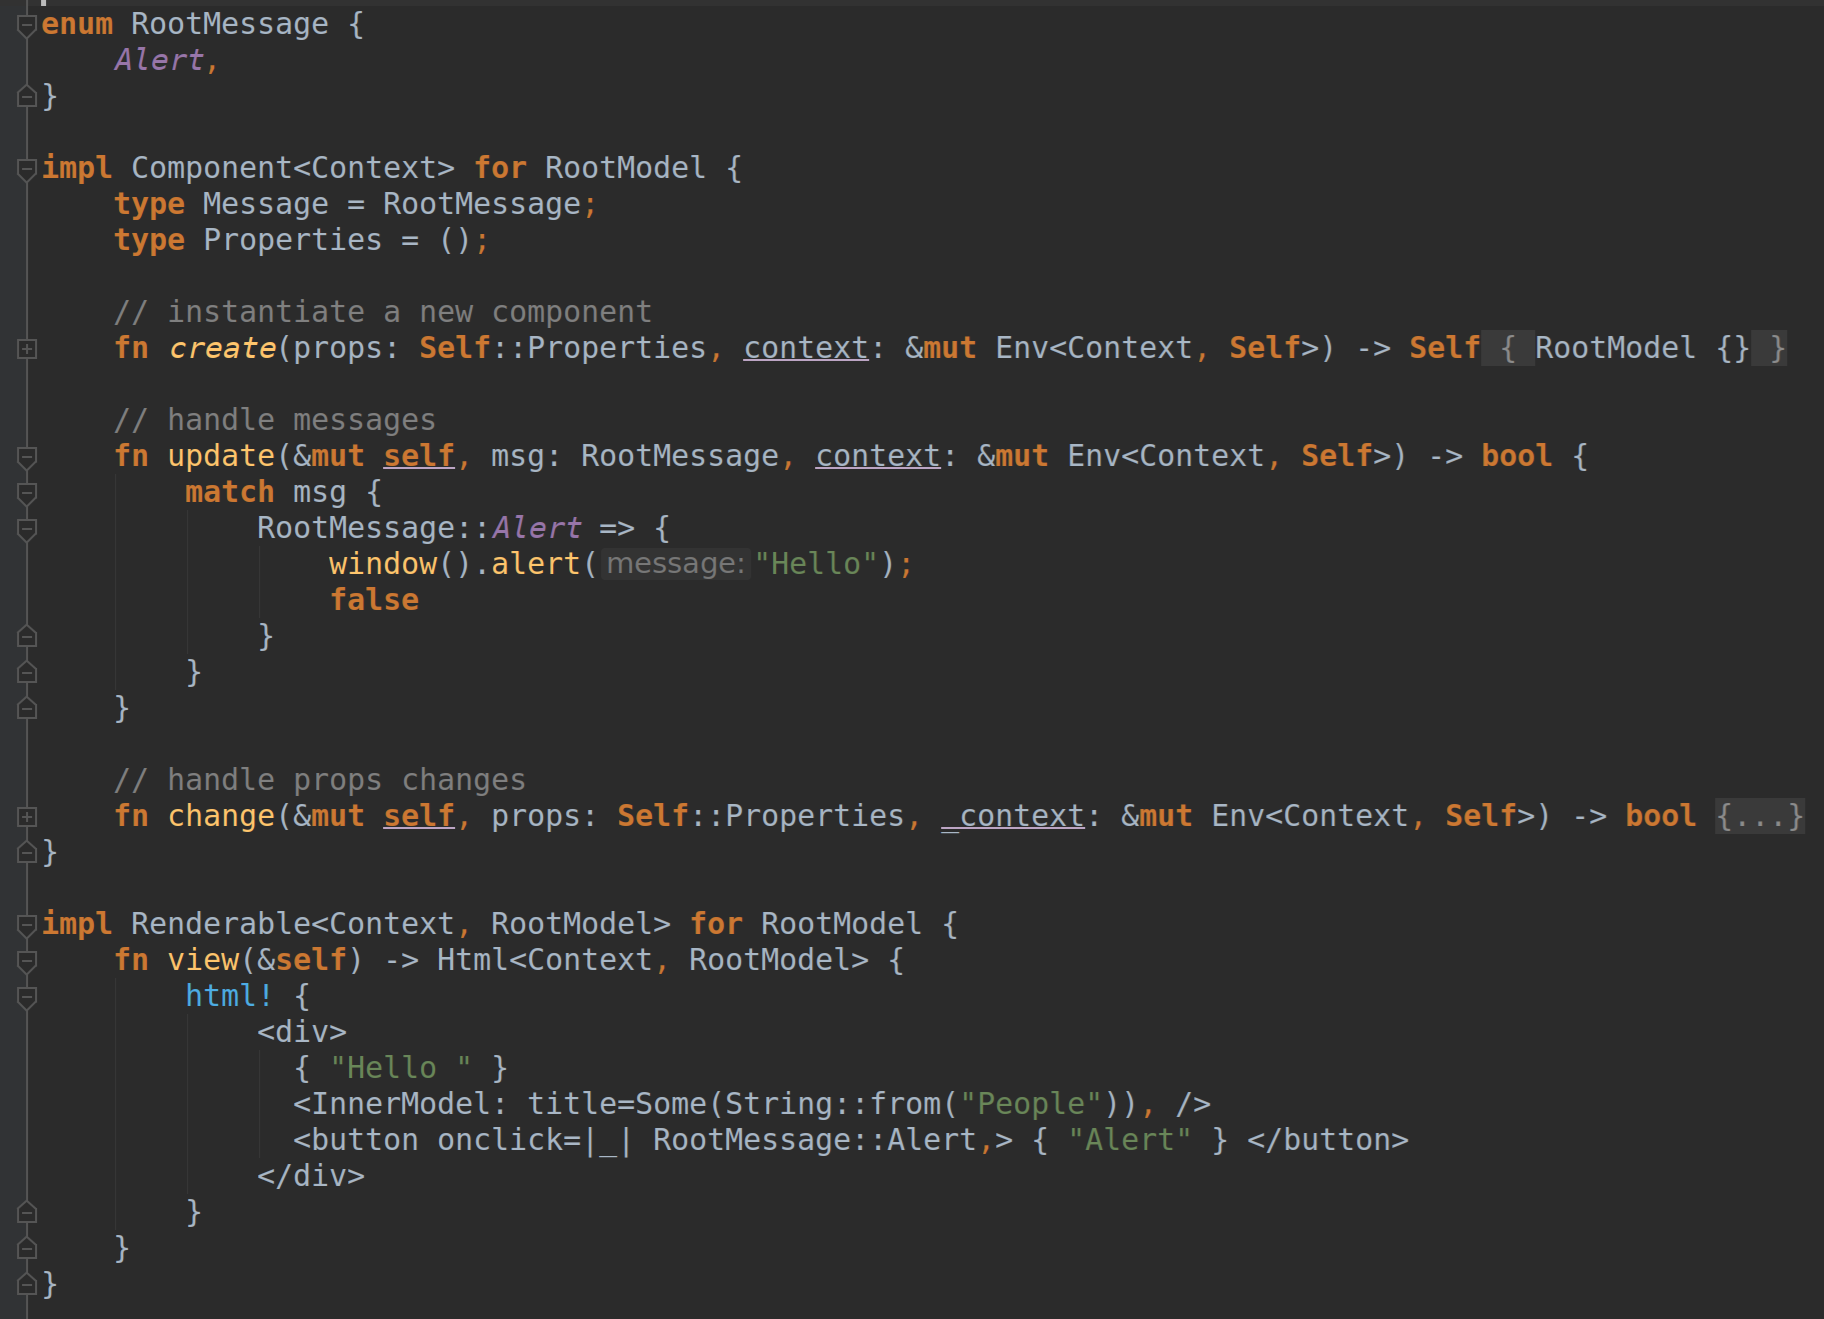 enum RootMessage {
    Alert,
}

impl Component<Context> for RootModel {
    type Message = RootMessage;
    type Properties = ();

    // instantiate a new component
    fn create(props: Self::Properties, context: &mut Env<Context, Self>) -> Self { RootModel {} }

    // handle messages
    fn update(&mut self, msg: RootMessage, context: &mut Env<Context, Self>) -> bool {
        match msg {
            RootMessage::Alert => {
                window().alert( message: "Hello");
                false
            }
        }
    }

    // handle props changes
    fn change(&mut self, props: Self::Properties, _context: &mut Env<Context, Self>) -> bool {...}
}

impl Renderable<Context, RootModel> for RootModel {
    fn view(&self) -> Html<Context, RootModel> {
        html! {
            <div>
              { "Hello " }
              <InnerModel: title=Some(String::from("People")), />
              <button onclick=|_| RootMessage::Alert,> { "Alert" } </button>
            </div>
        }
    }
}